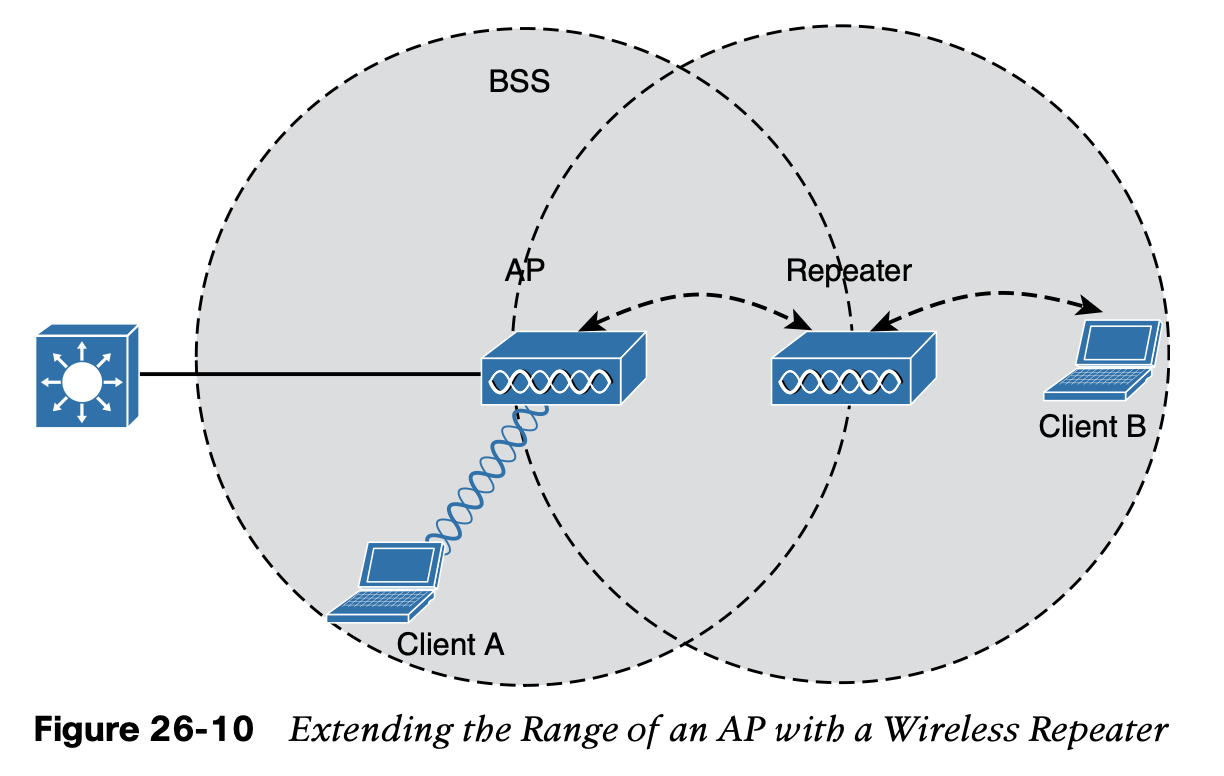 BSS
AP
Repeater
Client B
Client A
Figure 26-10 Extending the Range of an AP with a Wireless Repeater